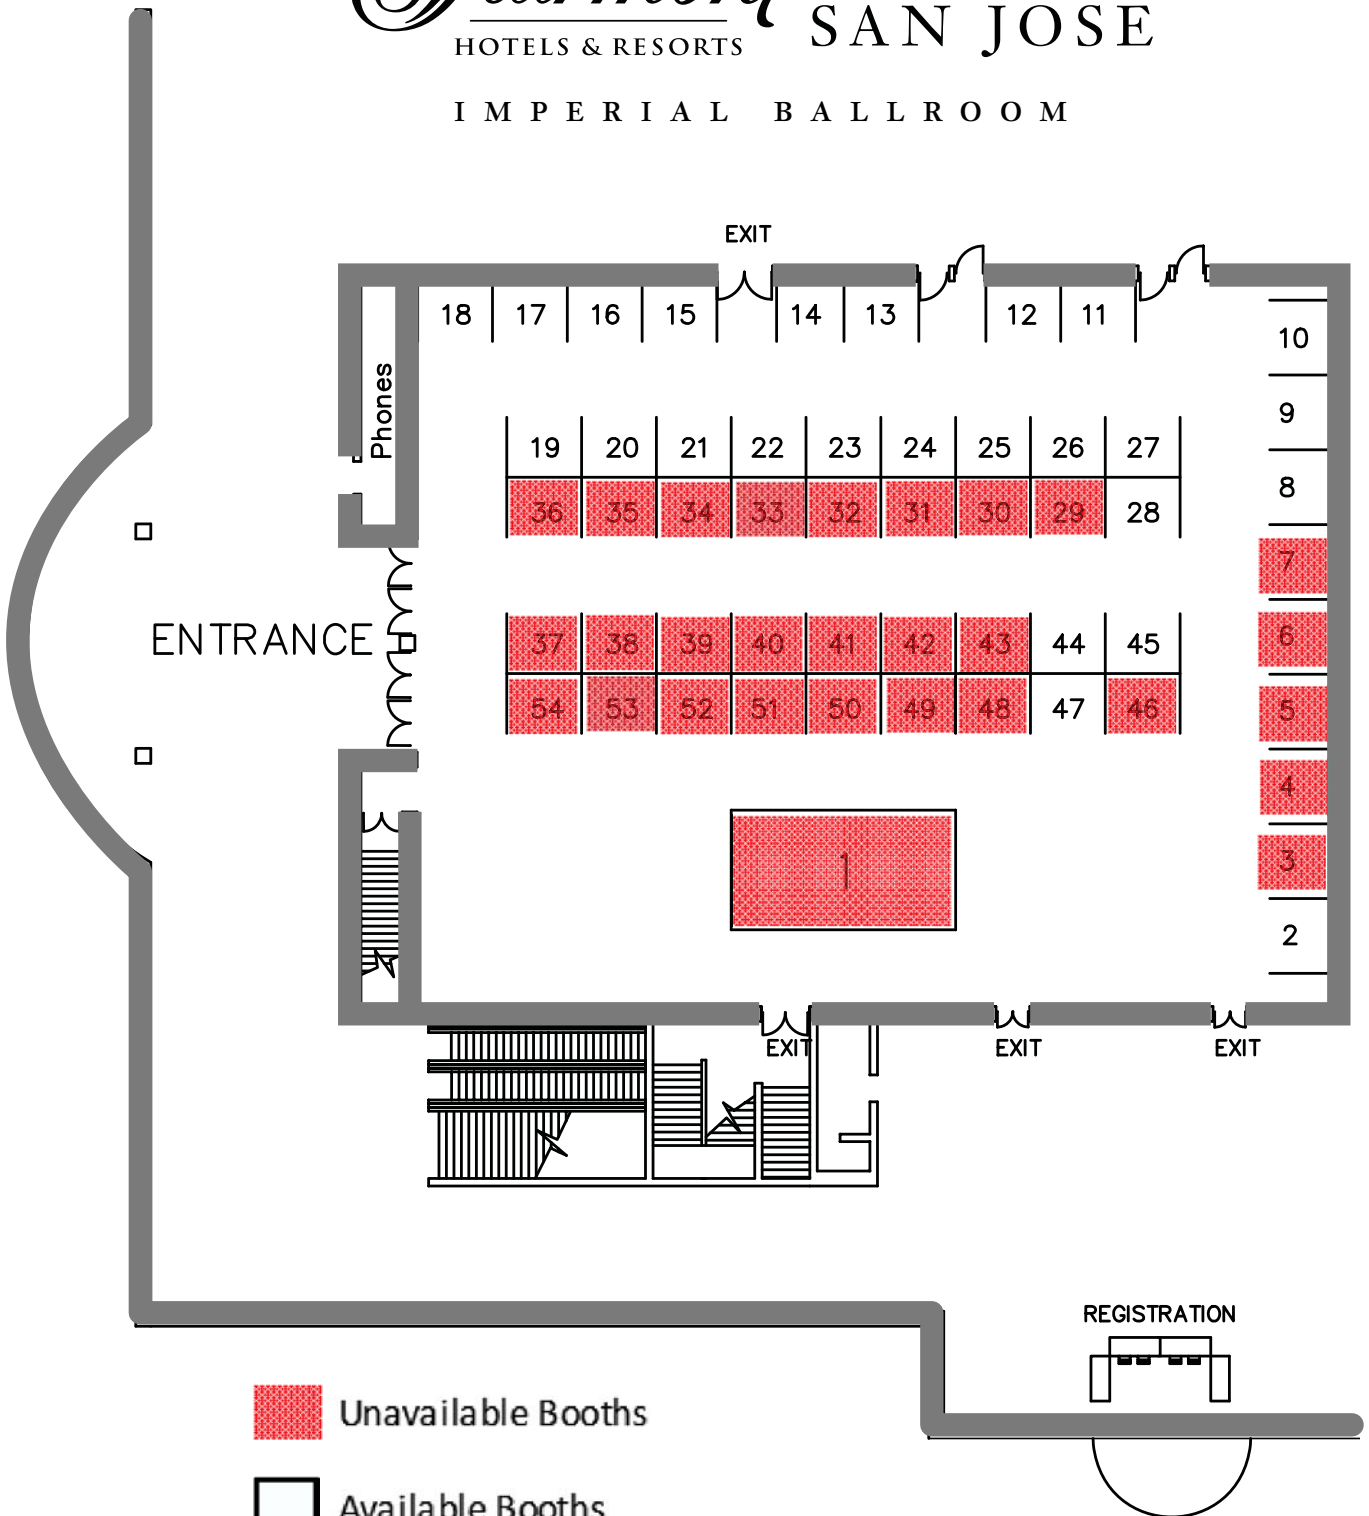 SAN JOSE
HOTELS & RESORTS
IMPERIAL BALLROOM
EXIT
18 17 16 15 14 13 12 11
10
Phones
9
19 20 21 22 23 24 25 26 27
8
36 35 34 33 32 31 30 29 28
7
ENTRANCE
37 38 39 40 41 42 43 44 45
6
54 53 52 51 50 49 48 47 46
5
4
1
3
2
EXIT EXIT EXIT
REGISTRATION
Unavailable Booths
Available Booths